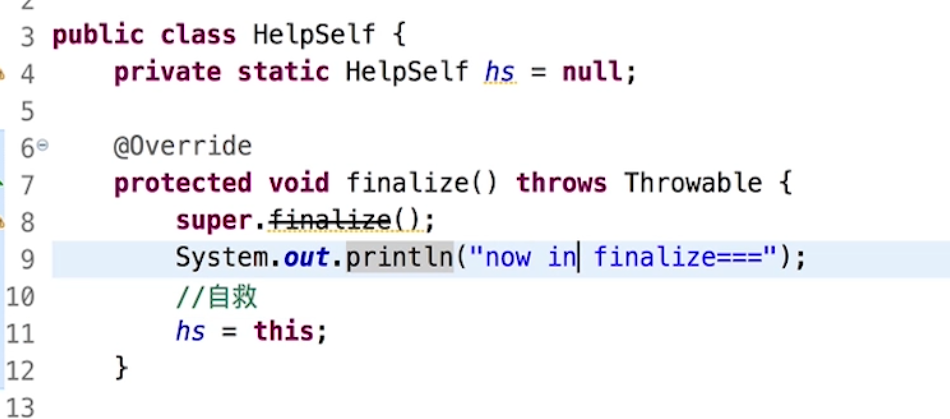 2
3 public class HelpSelf {
4 private static HelpSelf hs = null;
5
6 @Override
7 protected void finalize() throws Throwable {
8 super.finalize();
9 System.out.println("now in finalize===");
10 //自救
11 hs = this;
12 }
13